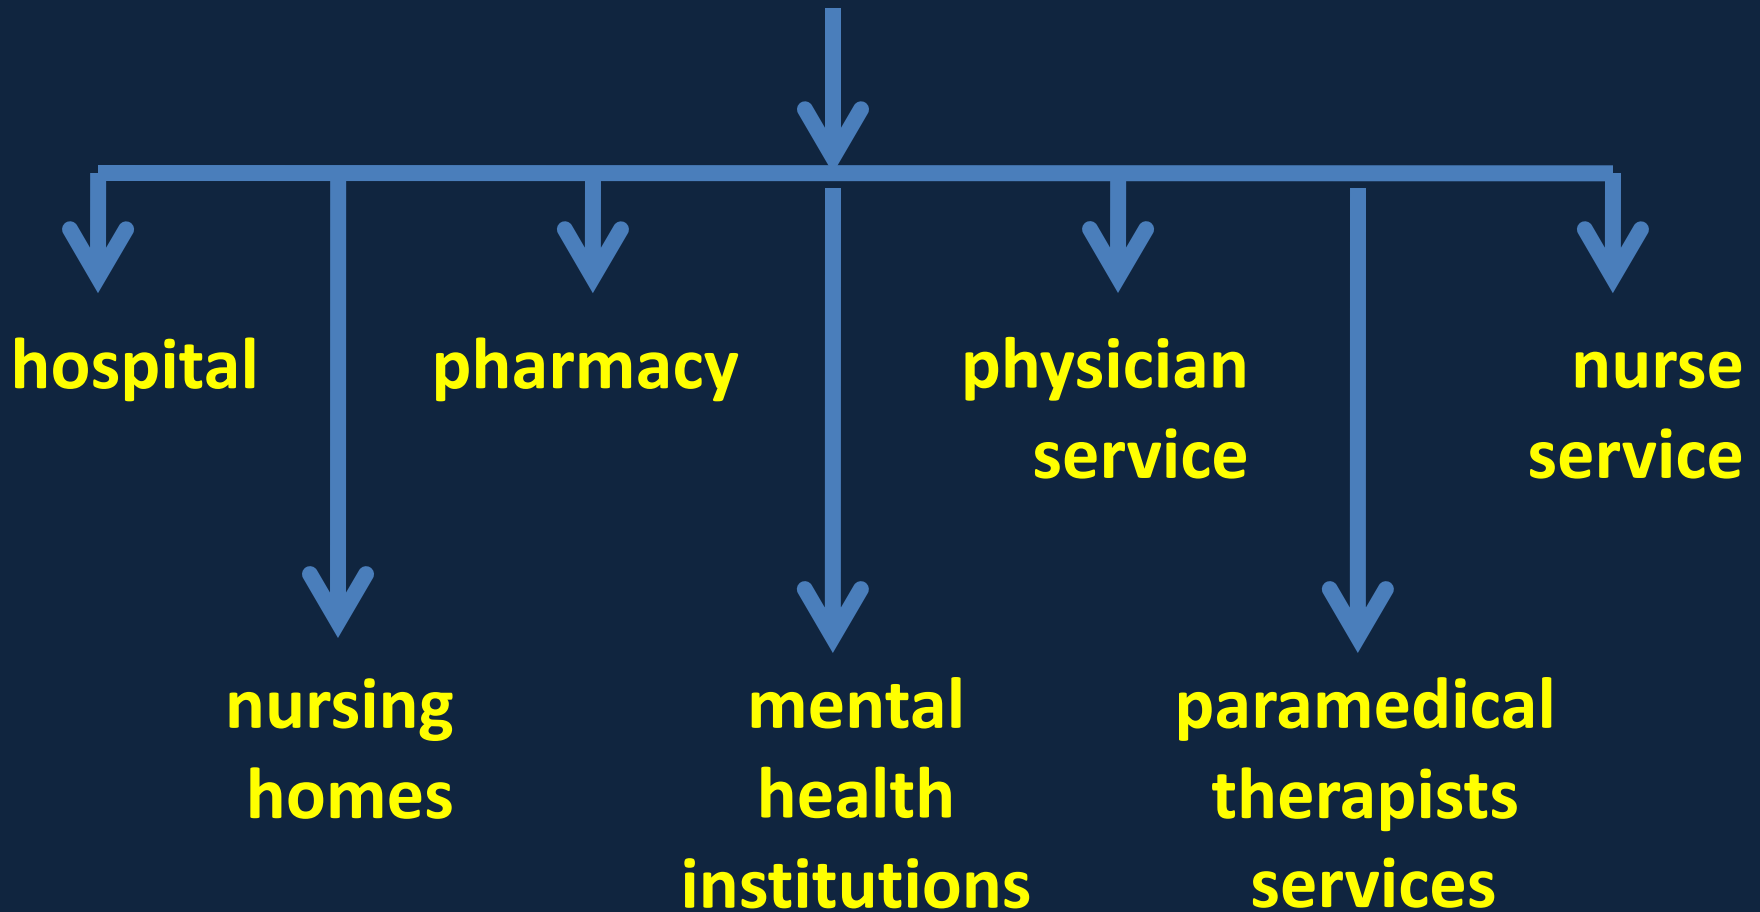 hospital
pharmacy
physician
service
nurse
service
nursing
homes
mental
health
institutions
paramedical
therapists
services